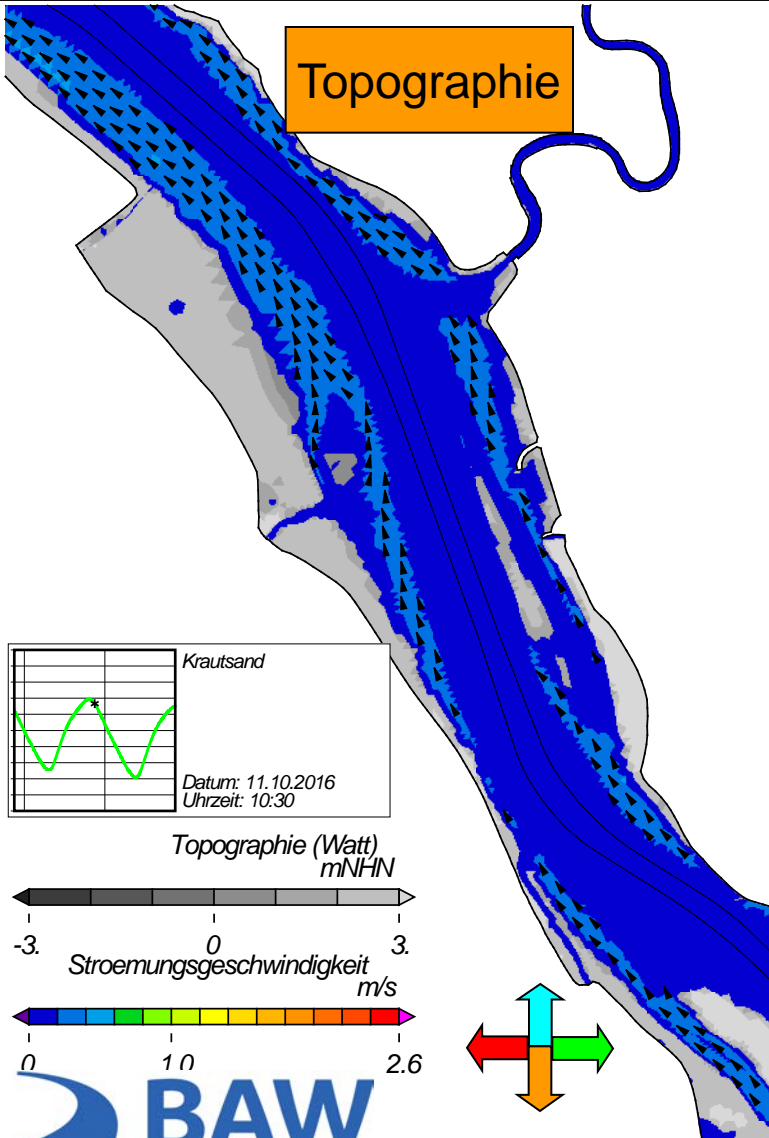 Topographie
Krautsand
Datum: 11.10.2016
Uhrzeit: 10:30
Topographie (Watt)
mNHN
-3. 0 3.
Stroemungsgeschwindigkeit
m/s
0 1.0 2.6
BAW